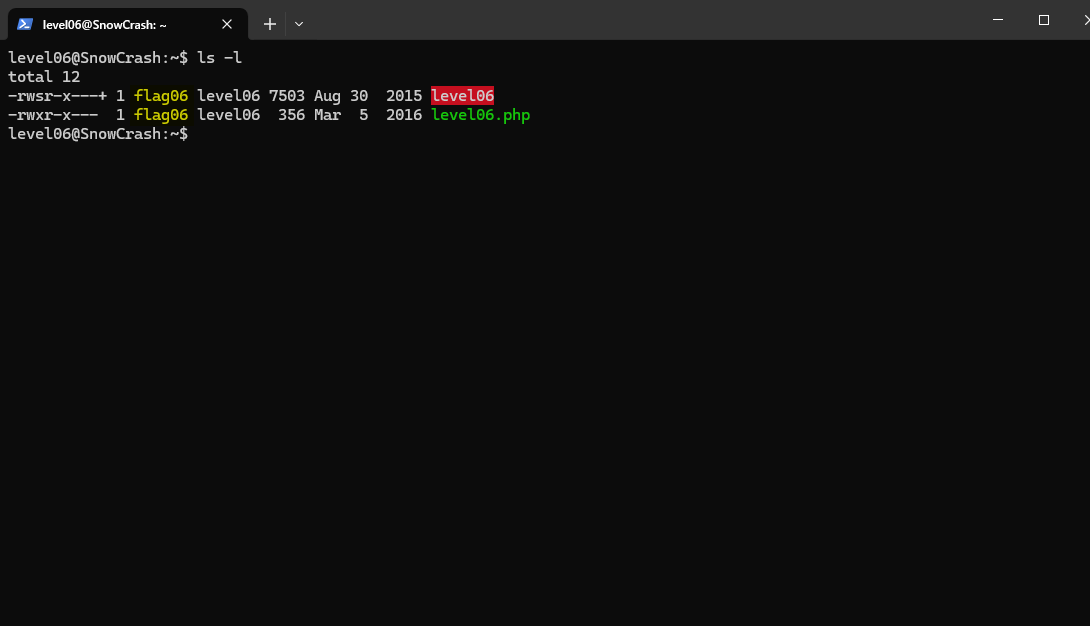 level06@SnowCrash: ~
level06@SnowCrash:~$ ls -l
total 12
-rwsr-x---+ 1 flag06 level06 7503 Aug 30  2015 level06
-rwxr-x---  1 flag06 level06  356 Mar  5  2016 level06.php
level06@SnowCrash:~$